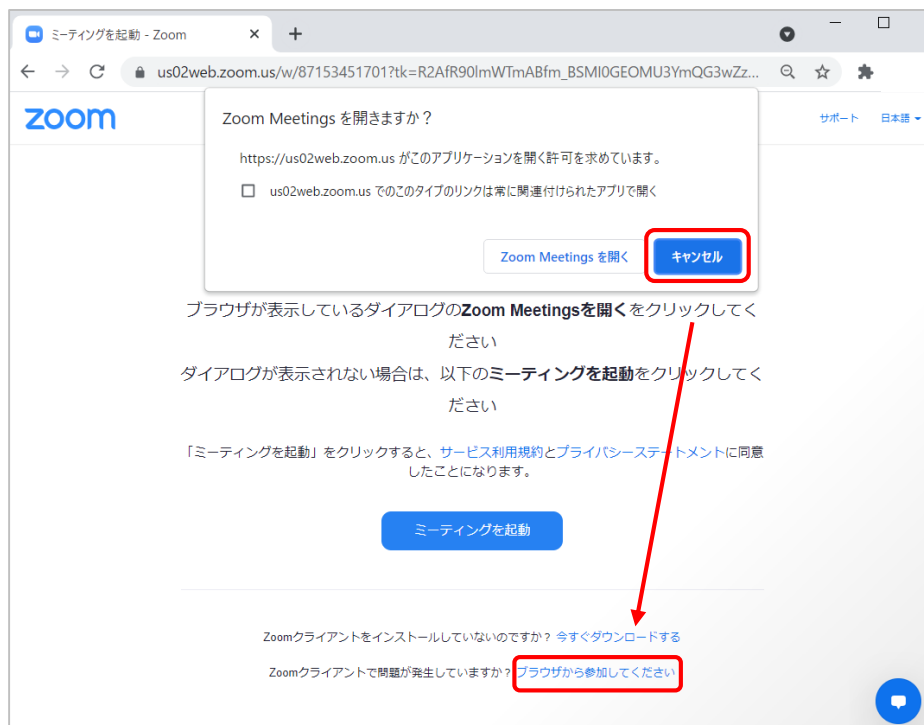 ミーティングを起動 - Zoom
us02web.zoom.us/w/87153451701?tk=R2AfR90lmWTmABfm_BSMI0GEOMU3YmQG3wZz...
zoom
サポート 日本語
Zoom Meetings を開きますか？
https://us02web.zoom.us がこのアプリケーションを開く許可を求めています。
us02web.zoom.us でのこのタイプのリンクは常に関連付けられたアプリで開く
Zoom Meetings を開く キャンセル
ブラウザが表示しているダイアログのZoom Meetingsを開くをクリックしてく
ださい
ダイアログが表示されない場合は、以下のミーティングを起動をクリックしてく
ださい
「ミーティングを起動」をクリックすると、サービス利用規約とプライバシーステートメントに同意
したことになります。
ミーティングを起動
Zoomクライアントをインストールしていないのですか？ 今すぐダウンロードする
Zoomクライアントで問題が発生していますか？ ブラウザから参加してください